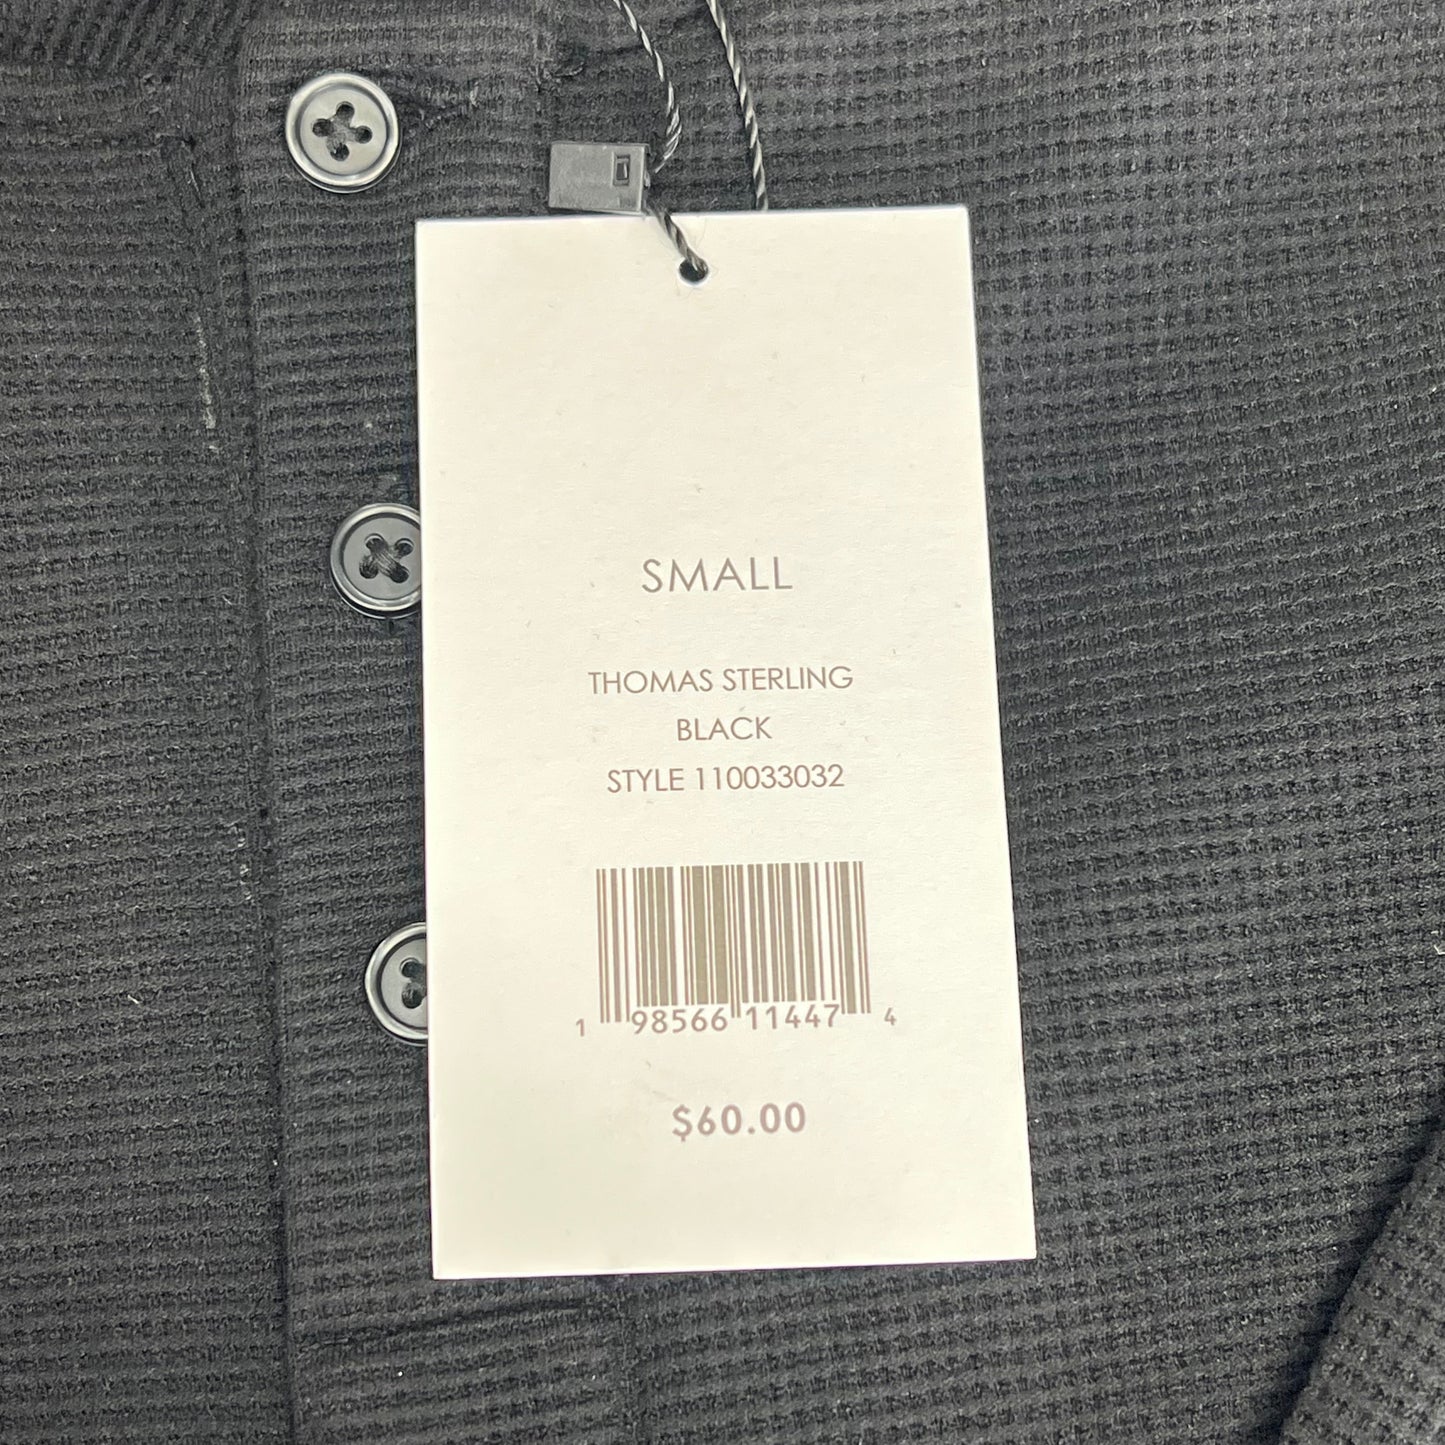 SMALL
THOMAS STERLING
BLACK
STYLE 110033032
1 98566 11447 4
$60.00